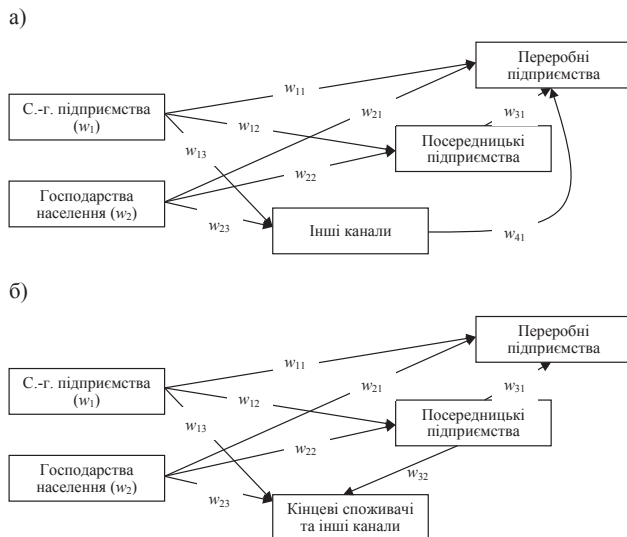 а)
Переробні
підприємства
С.-г. підприємства
(w₁)
w₁₁
w₂₁
w₃₁
w₁₂
Посередницькі
підприємства
w₁₃
w₂₂
Господарства
населення (w₂)
w₂₃
Інші канали
w₄₁
б)
Переробні
підприємства
С.-г. підприємства
(w₁)
w₁₁
w₂₁
w₃₁
w₁₂
Посередницькі
підприємства
w₁₃
w₂₂
Господарства
населення (w₂)
w₃₂
w₂₃
Кінцеві споживачі
та інші канали